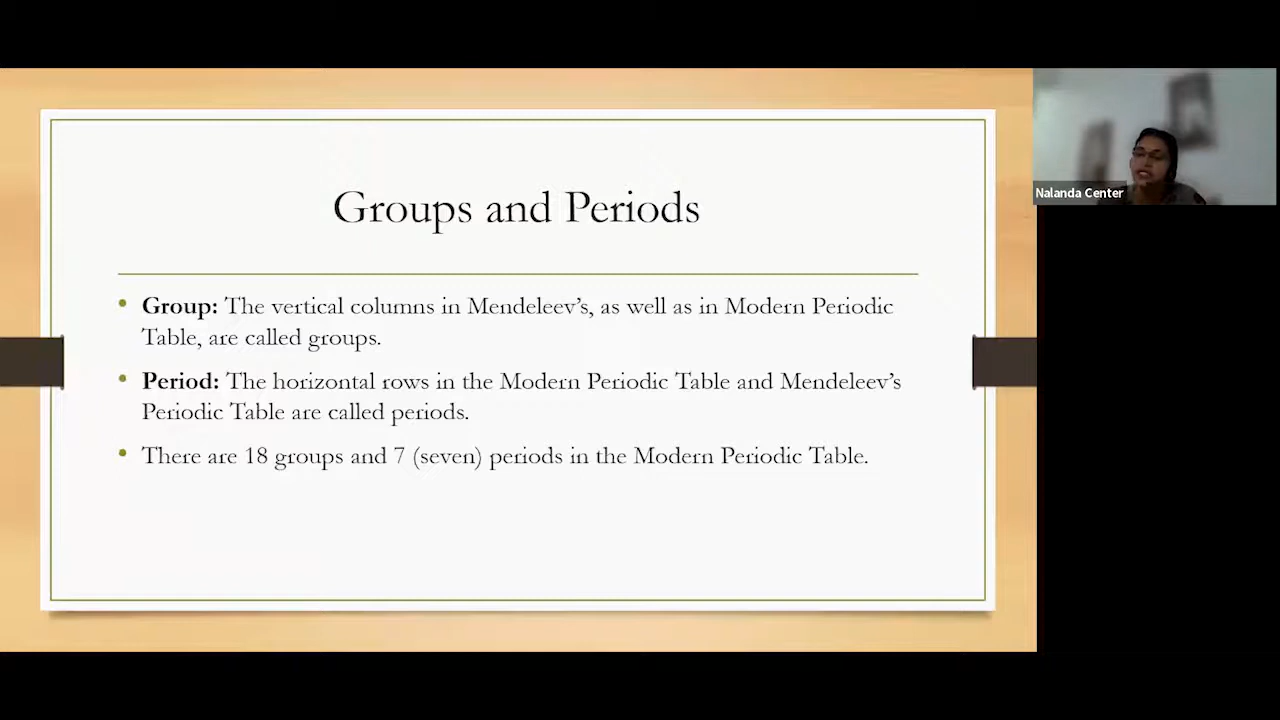 Groups and Periods
• Group: The vertical columns in Mendeleev’s, as well as in Modern Periodic
Table, are called groups.
• Period: The horizontal rows in the Modern Periodic Table and Mendeleev’s
Periodic Table are called periods.
• There are 18 groups and 7 (seven) periods in the Modern Periodic Table.
Nalanda Center